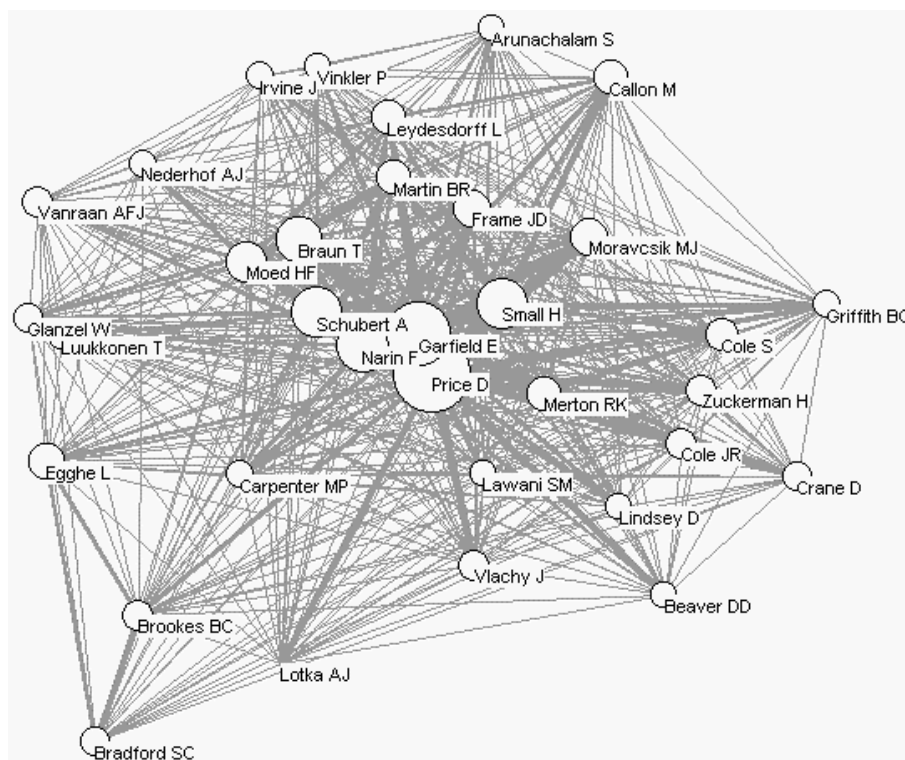 Arunachalam S
Vinkler P
Irvine J
Callon M
Leydesdorff L
Nederhof AJ
Martin BR
Vanraan AFJ
Frame JD
Braun T
Moravcsik MJ
Moed HF
Small H
Griffith BC
Schubert A
Glanzel W
Luukkonen T
Garfield E
Cole S
Narin F
Price D
Merton RK
Zuckerman H
Cole JR
Egghe L
Carpenter MP
Lawani SM
Crane D
Lindsey D
Vlachy J
Beaver DD
Brookes BC
Lotka AJ
Bradford SC